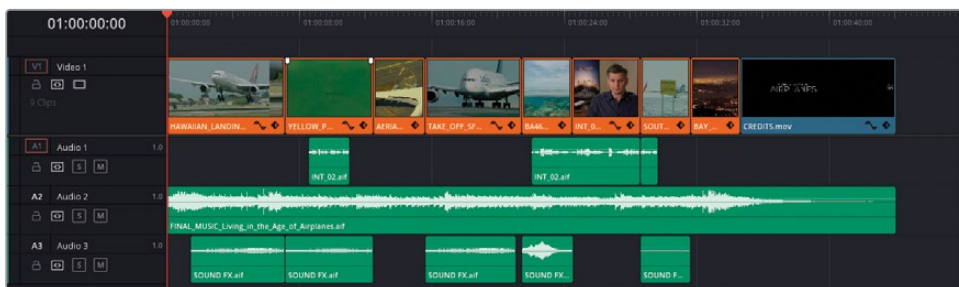 01:00:00:00
01:00:00:00 01:00:08:00 01:00:16:00 01:00:24:00 01:00:32:00 01:00:40:00
V1 Video 1
9 Clips
AIRPLANES
HAWAIIAN_LANDIN... YELLOW_P... AERIA... TAKE_OFF_SF... BA46... INT_0... SOUT... BAY_... CREDITS.mov
A1 Audio 1 1.0
S M
INT_02.aif INT_02.aif
A2 Audio 2 1.0
S M
FINAL_MUSIC_Living_in_the_Age_of_Airplanes.aif
A3 Audio 3 1.0
S M
SOUND FX.aif SOUND FX.aif SOUND FX.aif SOUND FX... SOUND F...